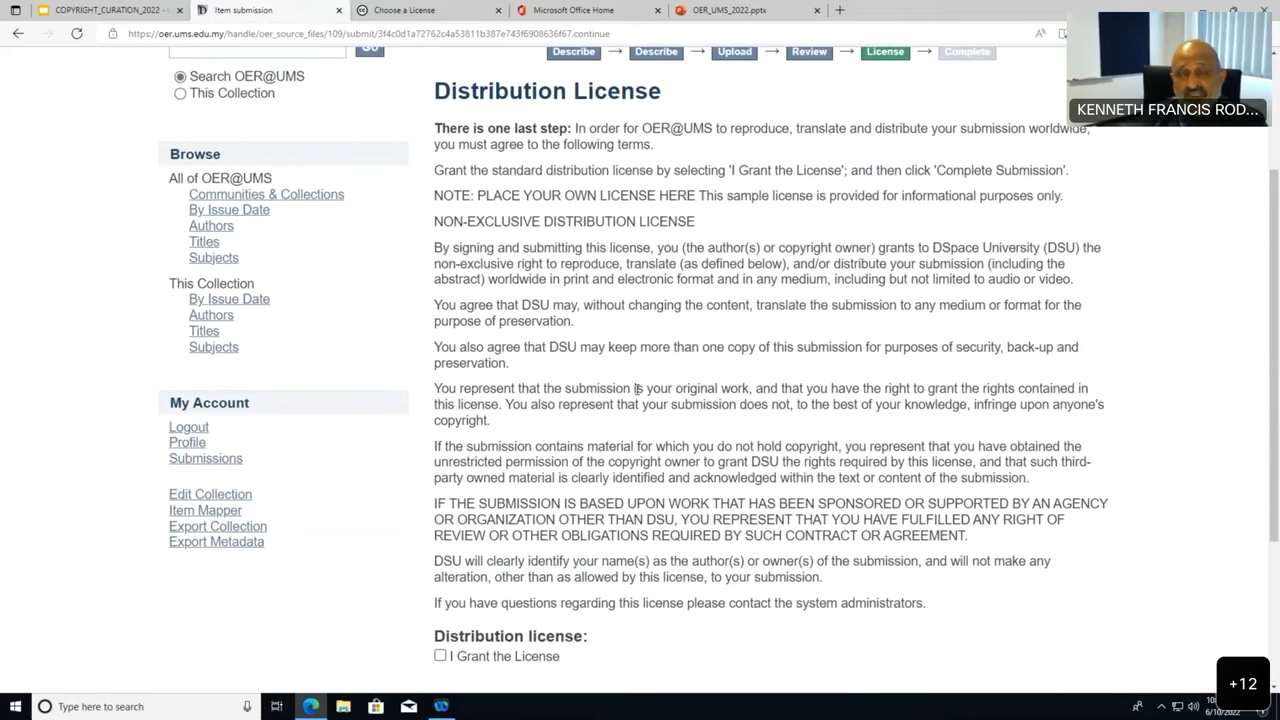 COPYRIGHT_CURATION_2022 - C
Item submission
Choose a License
Microsoft Office Home
OER_UMS_2022.pptx
https://oer.ums.edu.my/handle/oer_source_files/109/submit/3f4c0d1a72762c4a53811b387e743f6908636f67.continue
Go
Describe → Describe → Upload → Review → License → Complete
KENNETH FRANCIS ROD...
Search OER@UMS
This Collection
Browse
All of OER@UMS
Communities & Collections
By Issue Date
Authors
Titles
Subjects
This Collection
By Issue Date
Authors
Titles
Subjects
My Account
Logout
Profile
Submissions
Edit Collection
Item Mapper
Export Collection
Export Metadata
Distribution License
There is one last step: In order for OER@UMS to reproduce, translate and distribute your submission worldwide,
you must agree to the following terms.
Grant the standard distribution license by selecting 'I Grant the License'; and then click 'Complete Submission'.
NOTE: PLACE YOUR OWN LICENSE HERE This sample license is provided for informational purposes only.
NON-EXCLUSIVE DISTRIBUTION LICENSE
By signing and submitting this license, you (the author(s) or copyright owner) grants to DSpace University (DSU) the
non-exclusive right to reproduce, translate (as defined below), and/or distribute your submission (including the
abstract) worldwide in print and electronic format and in any medium, including but not limited to audio or video.
You agree that DSU may, without changing the content, translate the submission to any medium or format for the
purpose of preservation.
You also agree that DSU may keep more than one copy of this submission for purposes of security, back-up and
preservation.
You represent that the submission is your original work, and that you have the right to grant the rights contained in
this license. You also represent that your submission does not, to the best of your knowledge, infringe upon anyone's
copyright.
If the submission contains material for which you do not hold copyright, you represent that you have obtained the
unrestricted permission of the copyright owner to grant DSU the rights required by this license, and that such third-
party owned material is clearly identified and acknowledged within the text or content of the submission.
IF THE SUBMISSION IS BASED UPON WORK THAT HAS BEEN SPONSORED OR SUPPORTED BY AN AGENCY
OR ORGANIZATION OTHER THAN DSU, YOU REPRESENT THAT YOU HAVE FULFILLED ANY RIGHT OF
REVIEW OR OTHER OBLIGATIONS REQUIRED BY SUCH CONTRACT OR AGREEMENT.
DSU will clearly identify your name(s) as the author(s) or owner(s) of the submission, and will not make any
alteration, other than as allowed by this license, to your submission.
If you have questions regarding this license please contact the system administrators.
Distribution license:
I Grant the License
+12
Type here to search
6/10/2022